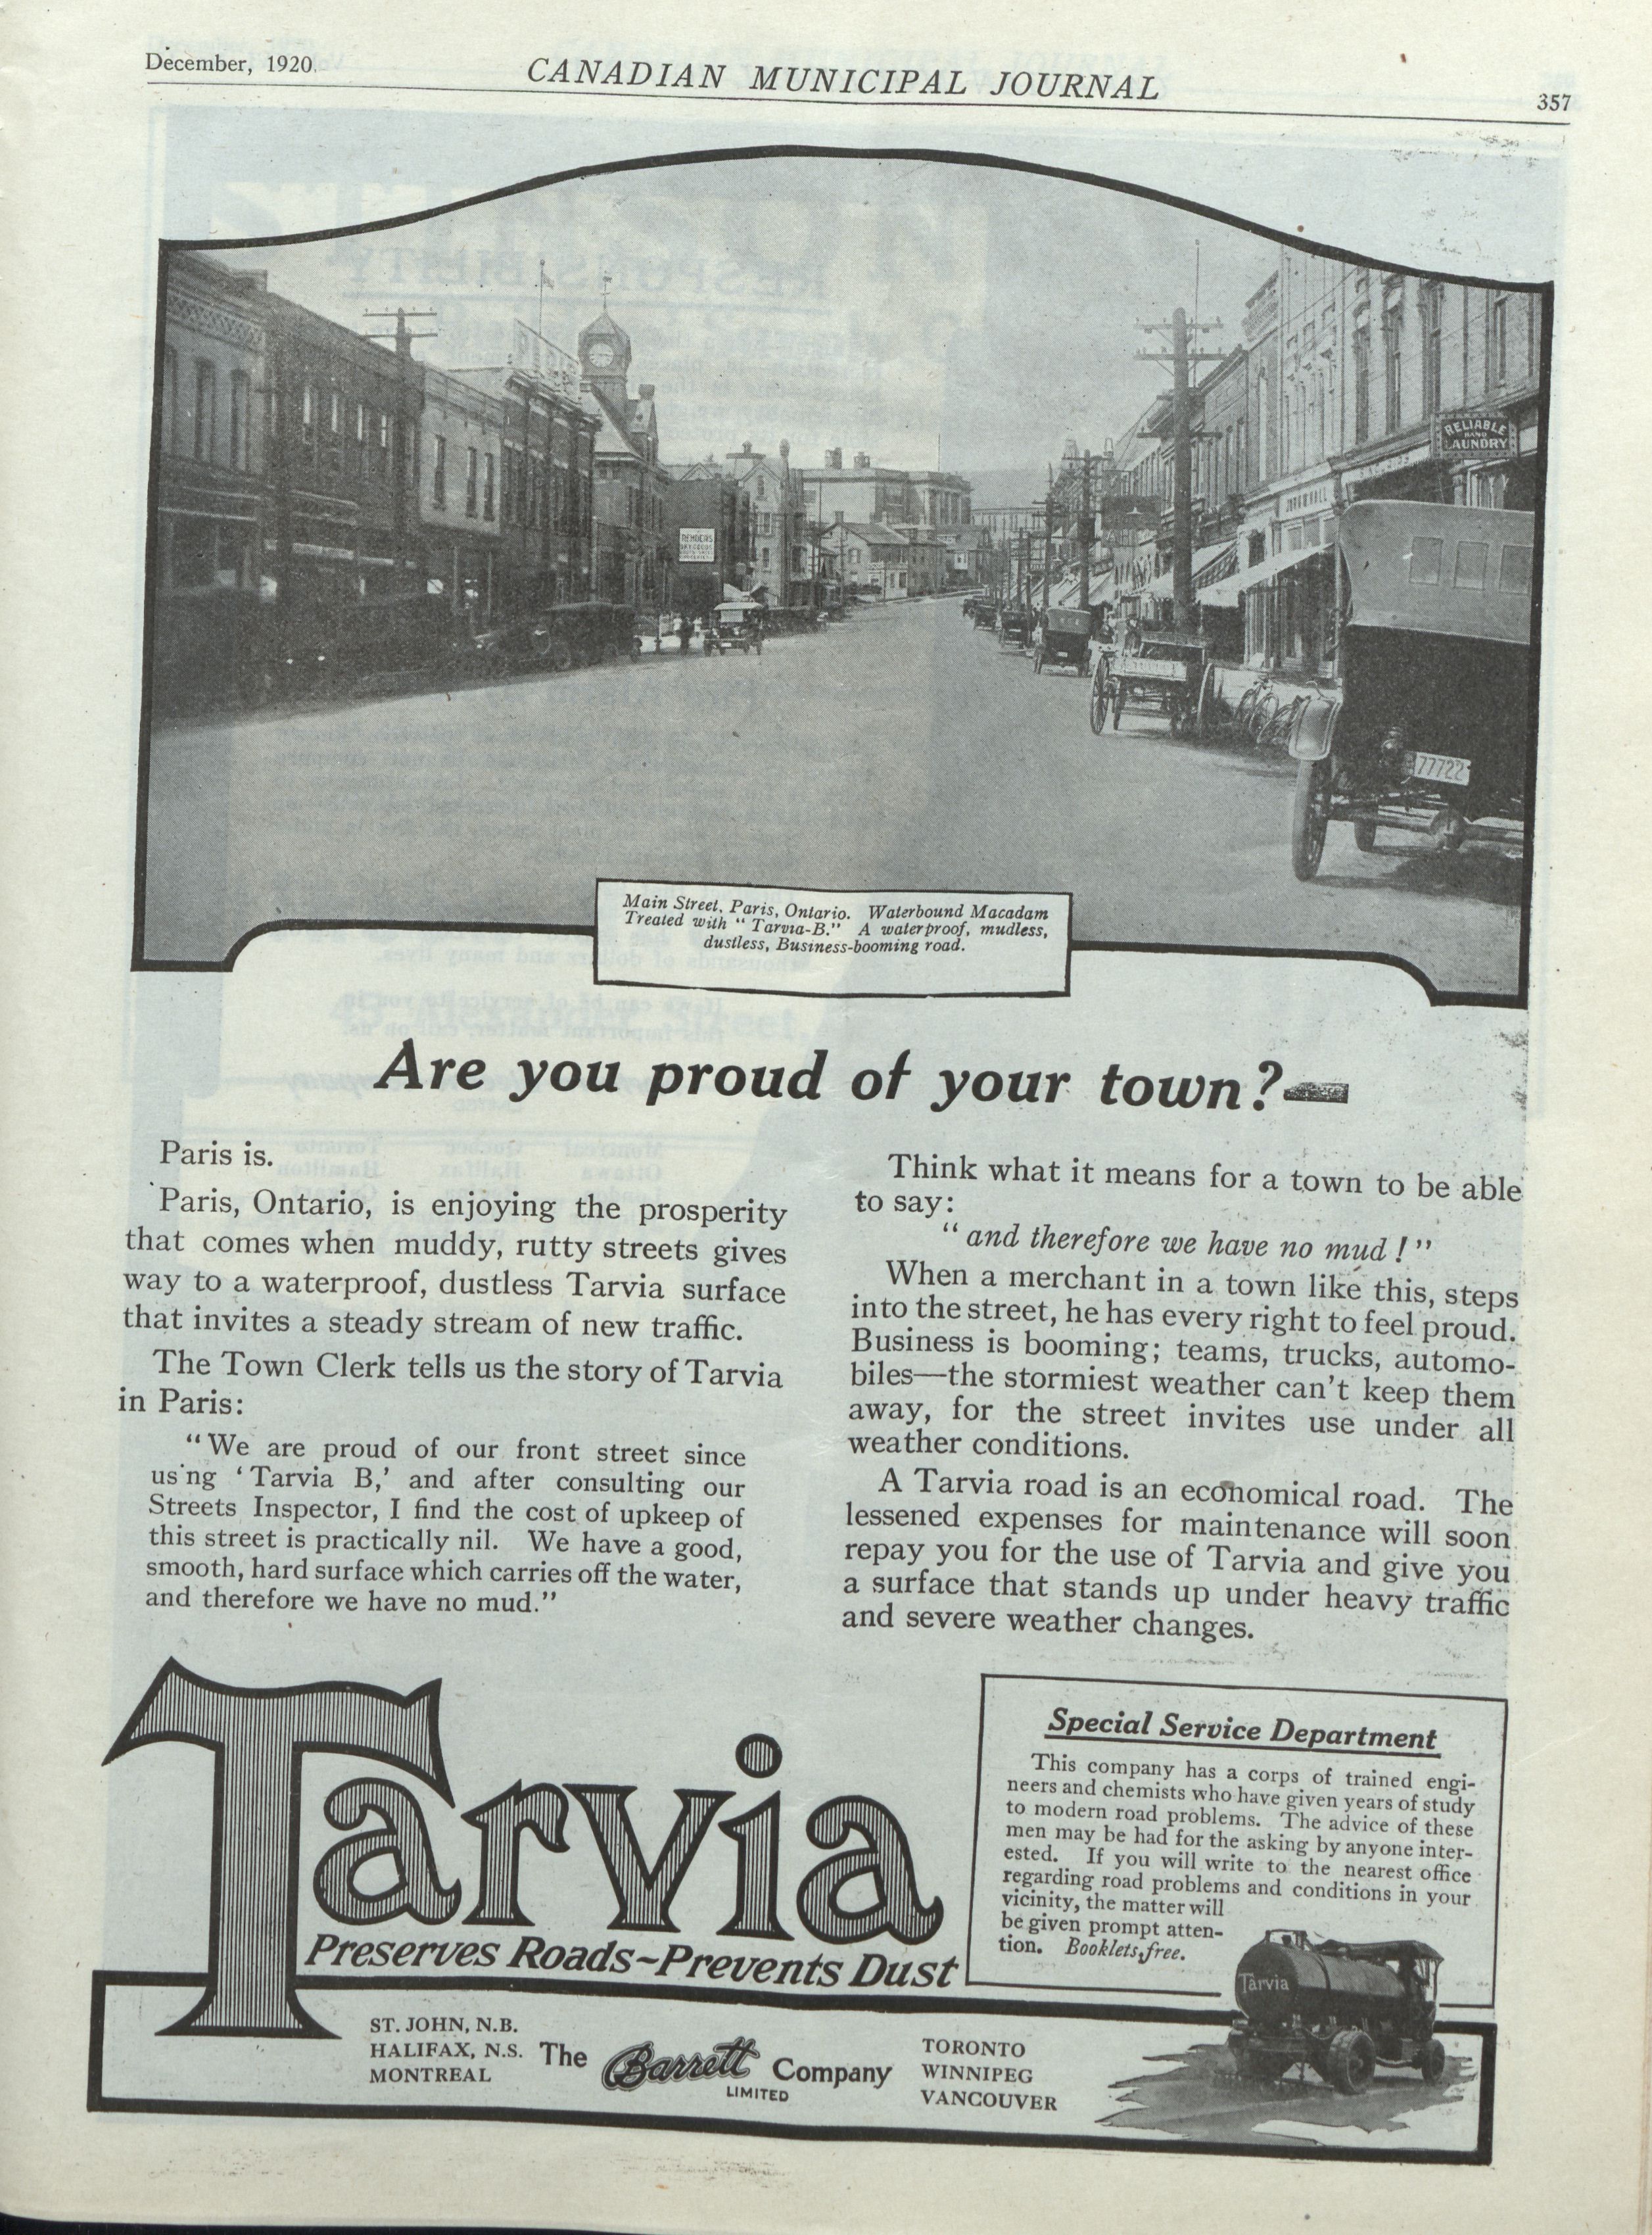 December, 1920.
CANADIAN MUNICIPAL JOURNAL
357
RELIABLE
HAND
LAUNDRY
JOHN M. HALL
77722
Main Street, Paris, Ontario. Waterbound Macadam
Treated with “ Tarvia-B.” A waterproof, mudless,
dustless, Business-booming road.
Are you proud of your town?
Paris is.
Paris, Ontario, is enjoying the prosperity
that comes when muddy, rutty streets gives
way to a waterproof, dustless Tarvia surface
that invites a steady stream of new traffic.
The Town Clerk tells us the story of Tarvia
in Paris:
“We are proud of our front street since
us ng ‘Tarvia B,’ and after consulting our
Streets Inspector, I find the cost of upkeep of
this street is practically nil. We have a good,
smooth, hard surface which carries off the water,
and therefore we have no mud.”
Think what it means for a town to be able
to say:
“ and therefore we have no mud ! ”
When a merchant in a town like this, steps
into the street, he has every right to feel proud.
Business is booming; teams, trucks, automo-
biles—the stormiest weather can’t keep them
away, for the street invites use under all
weather conditions.
A Tarvia road is an economical road. The
lessened expenses for maintenance will soon
repay you for the use of Tarvia and give you
a surface that stands up under heavy traffic
and severe weather changes.
Tarvia
Preserves Roads~Prevents Dust
Special Service Department
This company has a corps of trained engi-
neers and chemists who have given years of study
to modern road problems. The advice of these
men may be had for the asking by anyone inter-
ested. If you will write to the nearest office
regarding road problems and conditions in your
vicinity, the matter will
be given prompt atten-
tion. Booklets free.
Tarvia
ST. JOHN, N.B.
HALIFAX, N.S.
MONTREAL
The Barrett Company
LIMITED
TORONTO
WINNIPEG
VANCOUVER